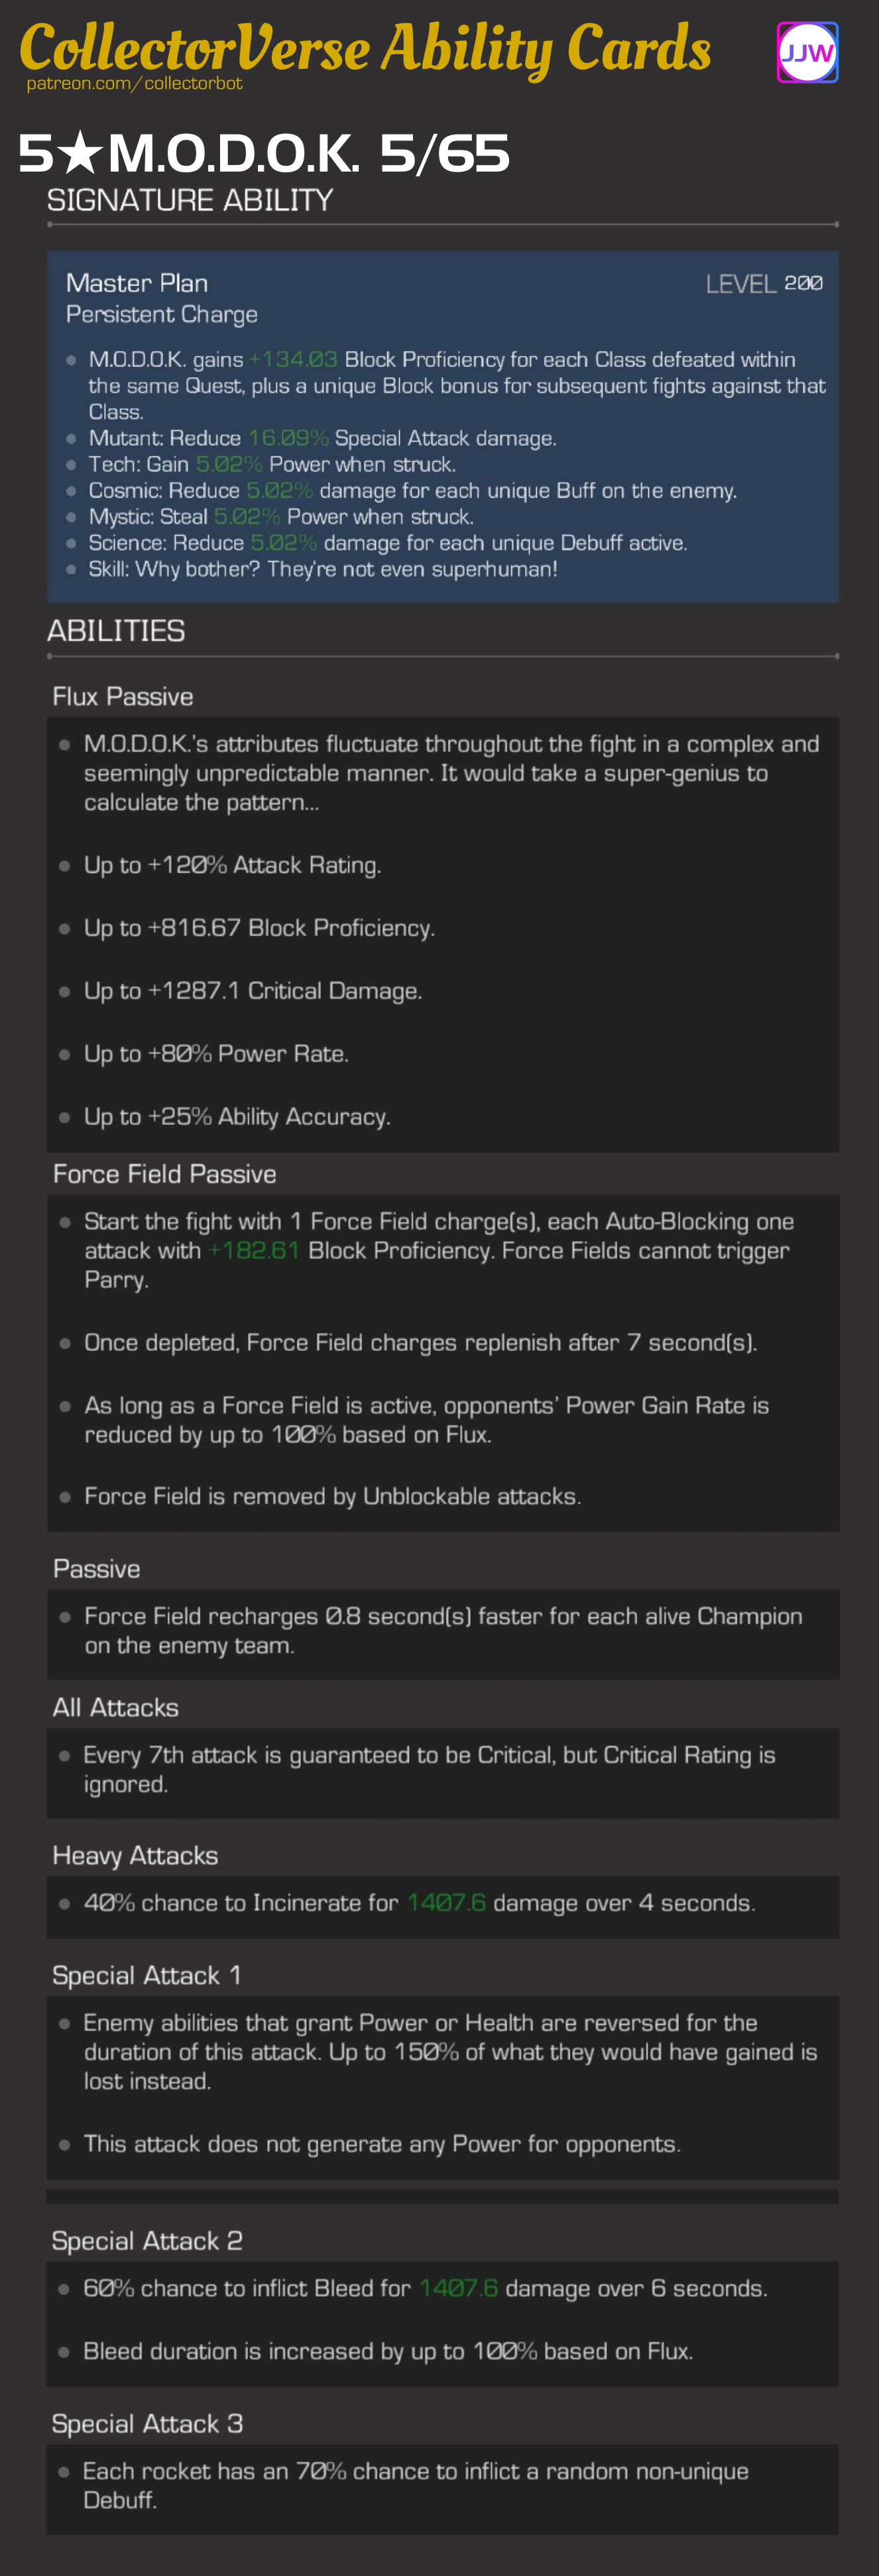 CollectorVerse Ability Cards
JJW
patreon.com/collectorbot
5★M.O.D.O.K. 5/65
SIGNATURE ABILITY
Master Plan LEVEL 200
Persistent Charge
M.O.D.O.K. gains +134.03 Block Proficiency for each Class defeated within
the same Quest, plus a unique Block bonus for subsequent fights against that
Class.
Mutant: Reduce 16.09% Special Attack damage.
Tech: Gain 5.02% Power when struck.
Cosmic: Reduce 5.02% damage for each unique Buff on the enemy.
Mystic: Steal 5.02% Power when struck.
Science: Reduce 5.02% damage for each unique Debuff active.
Skill: Why bother? They're not even superhuman!
ABILITIES
Flux Passive
M.O.D.O.K.'s attributes fluctuate throughout the fight in a complex and
seemingly unpredictable manner. It would take a super-genius to
calculate the pattern...
Up to +120% Attack Rating.
Up to +816.67 Block Proficiency.
Up to +1287.1 Critical Damage.
Up to +80% Power Rate.
Up to +25% Ability Accuracy.
Force Field Passive
Start the fight with 1 Force Field charge(s), each Auto-Blocking one
attack with +182.61 Block Proficiency. Force Fields cannot trigger
Parry.
Once depleted, Force Field charges replenish after 7 second(s).
As long as a Force Field is active, opponents' Power Gain Rate is
reduced by up to 100% based on Flux.
Force Field is removed by Unblockable attacks.
Passive
Force Field recharges 0.8 second(s) faster for each alive Champion
on the enemy team.
All Attacks
Every 7th attack is guaranteed to be Critical, but Critical Rating is
ignored.
Heavy Attacks
40% chance to Incinerate for 1407.6 damage over 4 seconds.
Special Attack 1
Enemy abilities that grant Power or Health are reversed for the
duration of this attack. Up to 150% of what they would have gained is
lost instead.
This attack does not generate any Power for opponents.
Special Attack 2
60% chance to inflict Bleed for 1407.6 damage over 6 seconds.
Bleed duration is increased by up to 100% based on Flux.
Special Attack 3
Each rocket has an 70% chance to inflict a random non-unique
Debuff.